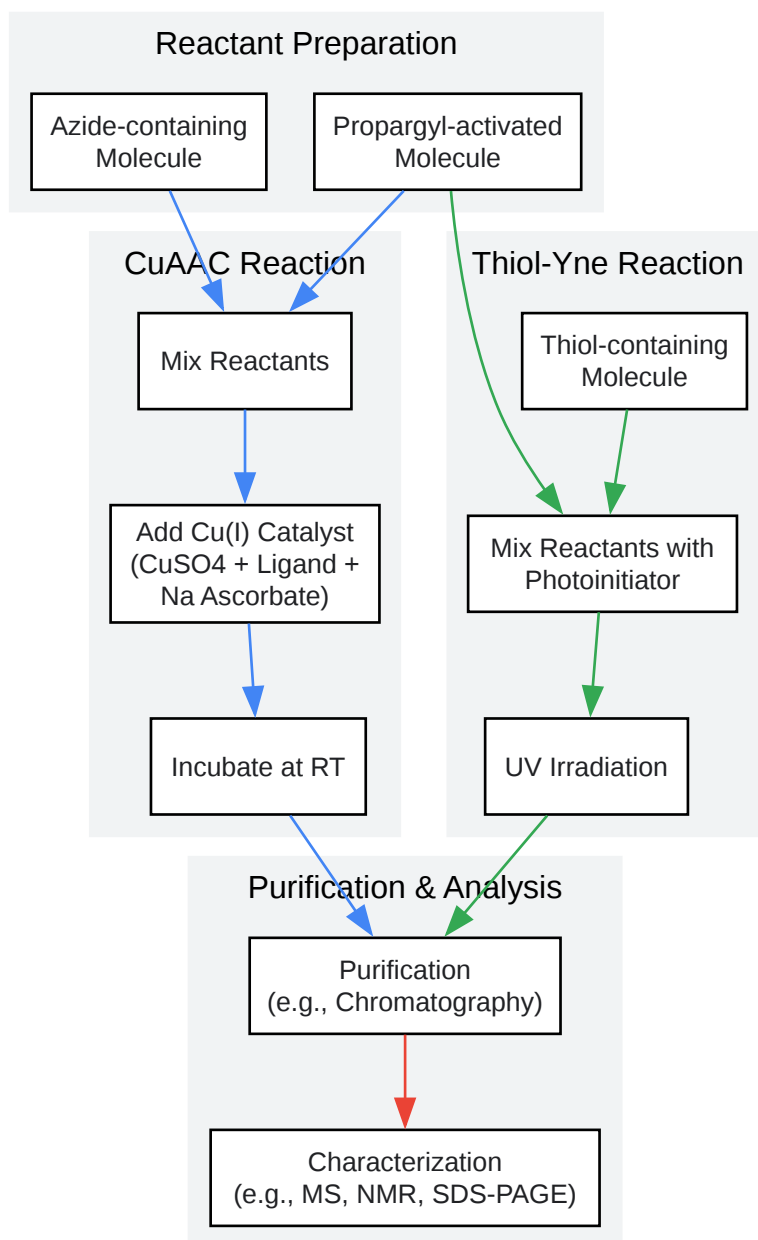 Reactant Preparation
Azide-containing
Molecule
Propargyl-activated
Molecule
CuAAC Reaction
Thiol-Yne Reaction
Mix Reactants
Thiol-containing
Molecule
Add Cu(I) Catalyst
(CuSO4 + Ligand +
Na Ascorbate)
Mix Reactants with
Photoinitiator
Incubate at RT
UV Irradiation
Purification & Analysis
Purification
(e.g., Chromatography)
Characterization
(e.g., MS, NMR, SDS-PAGE)